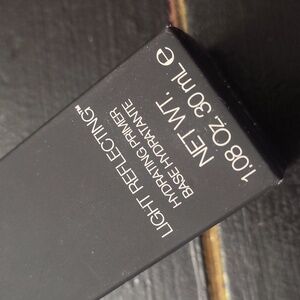 LIGHT REFLECTING™
HYDRATING PRIMER
BASE HYDRATANTE
NET WT.
1.08 OZ. 30 mL ℮